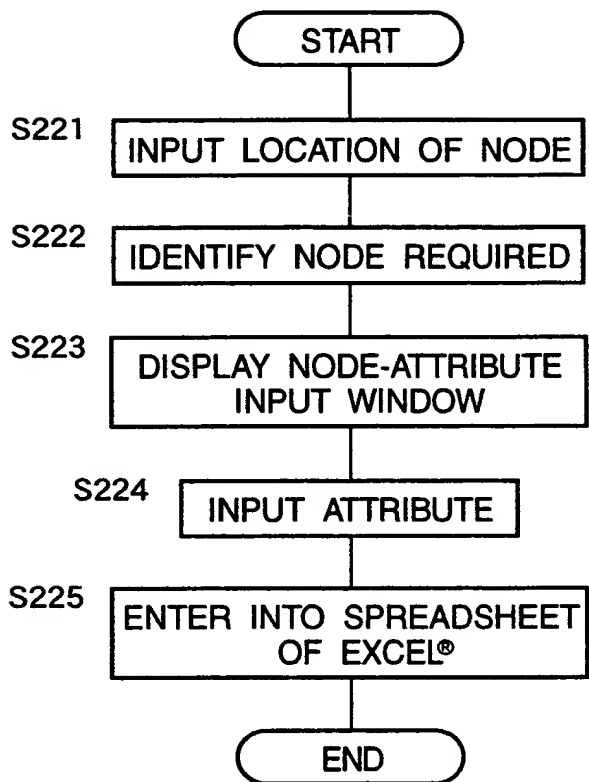 START
S221
INPUT LOCATION OF NODE
S222
IDENTIFY NODE REQUIRED
S223
DISPLAY NODE-ATTRIBUTE
INPUT WINDOW
S224
INPUT ATTRIBUTE
S225
ENTER INTO SPREADSHEET
OF EXCEL®
END